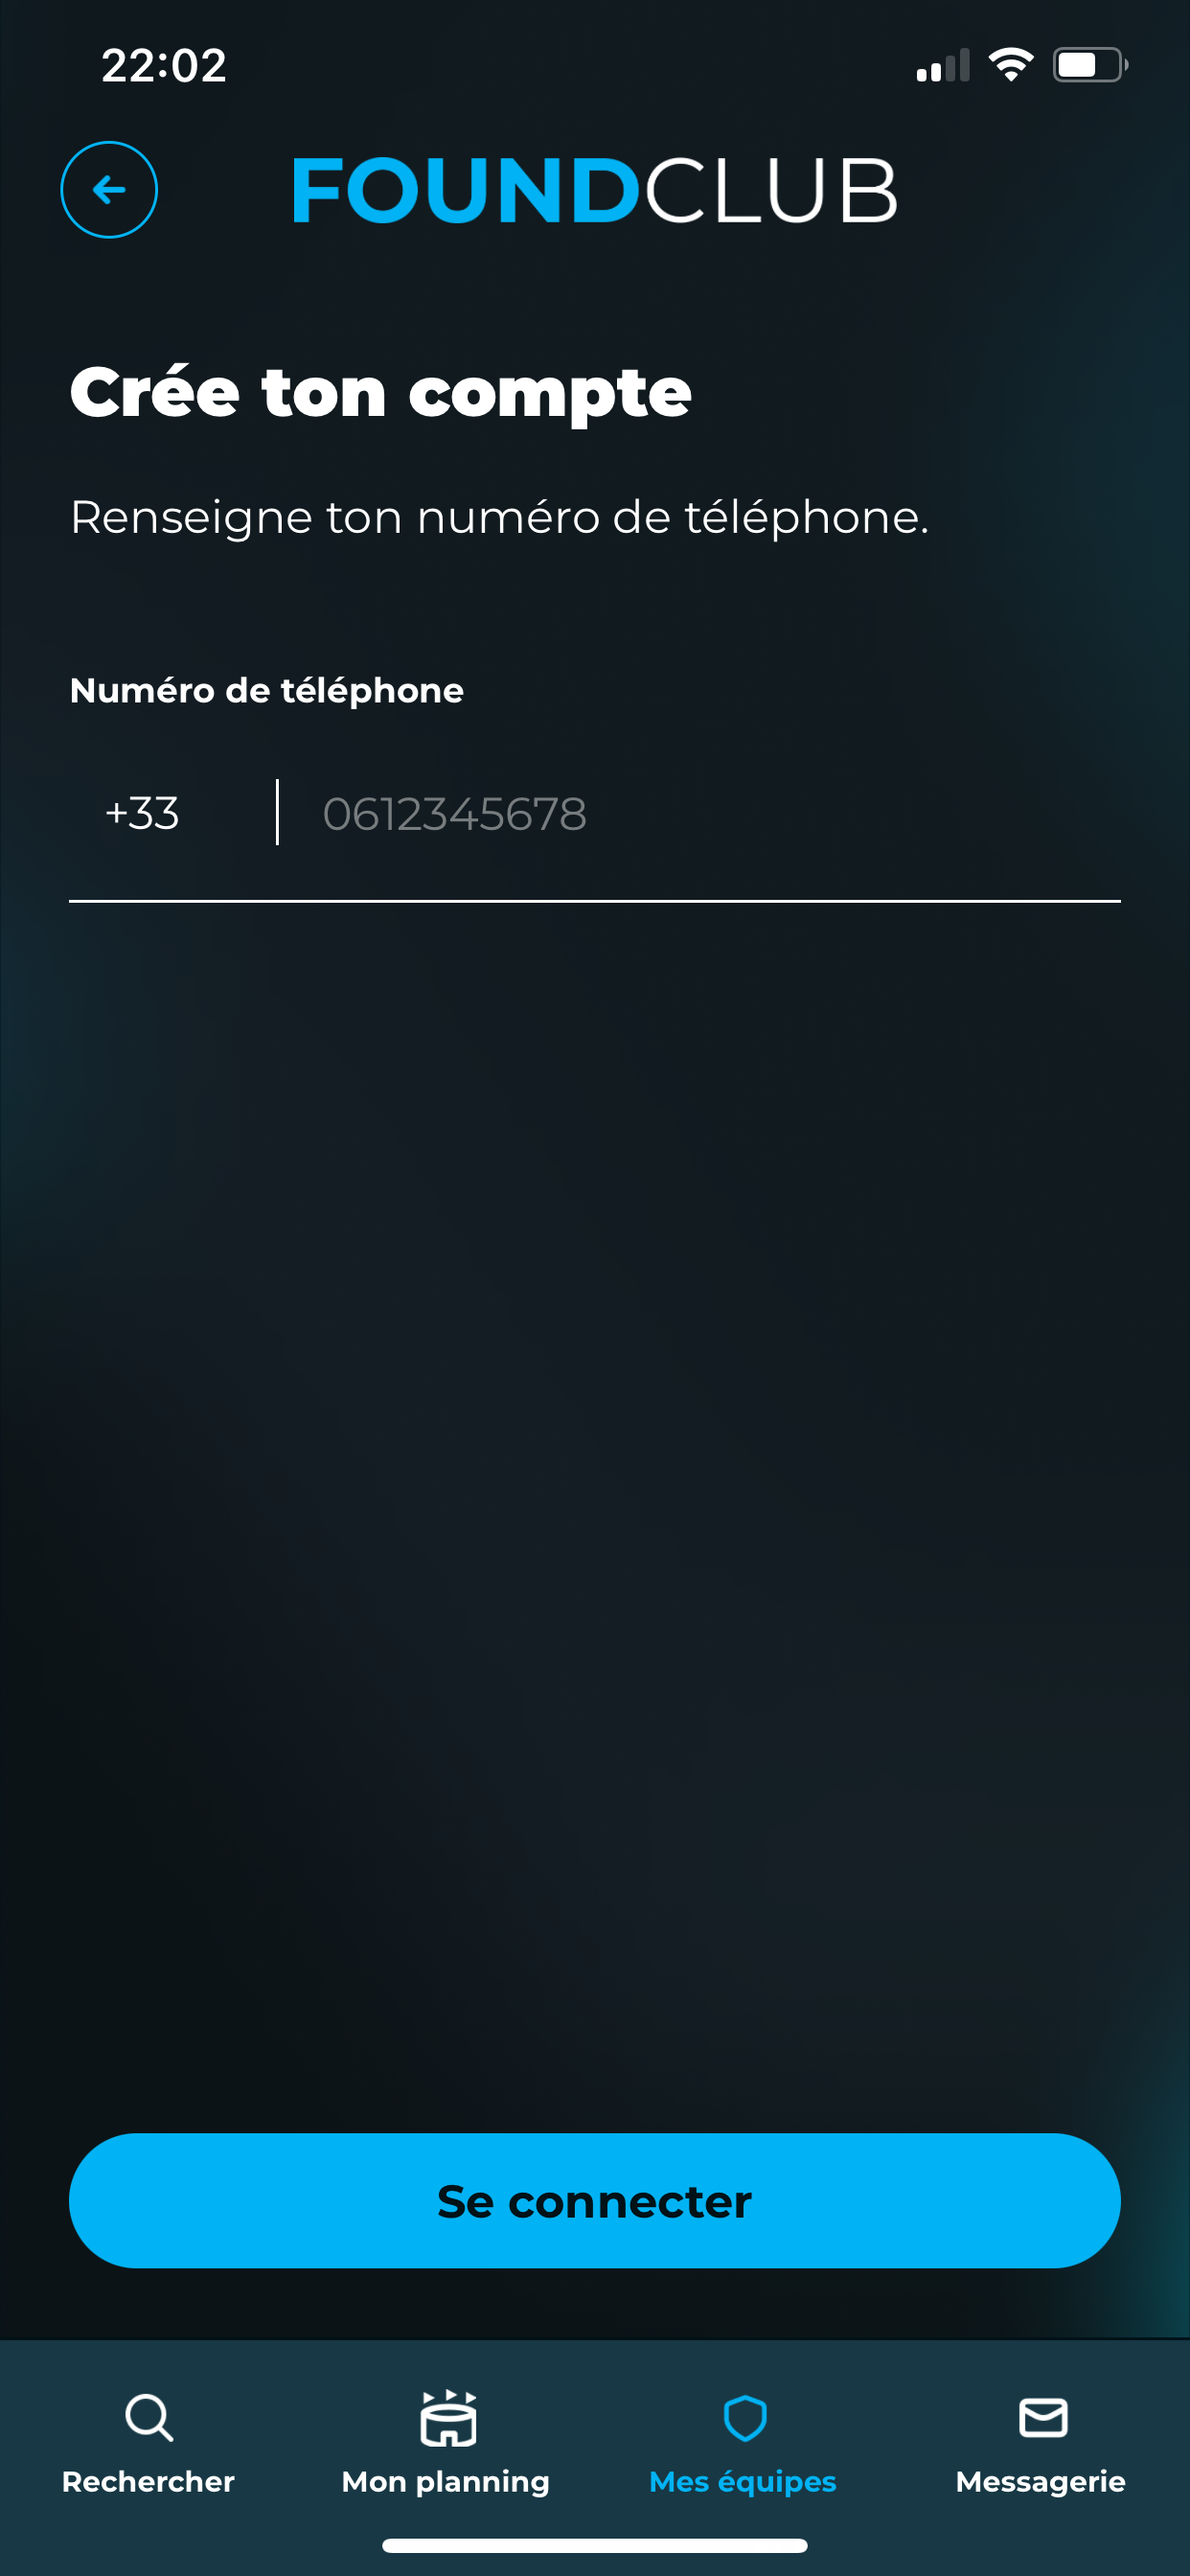 22:02
FOUNDCLUB
Crée ton compte
Renseigne ton numéro de téléphone.
Numéro de téléphone
+33 0612345678
Se connecter
Rechercher Mon planning Mes équipes Messagerie